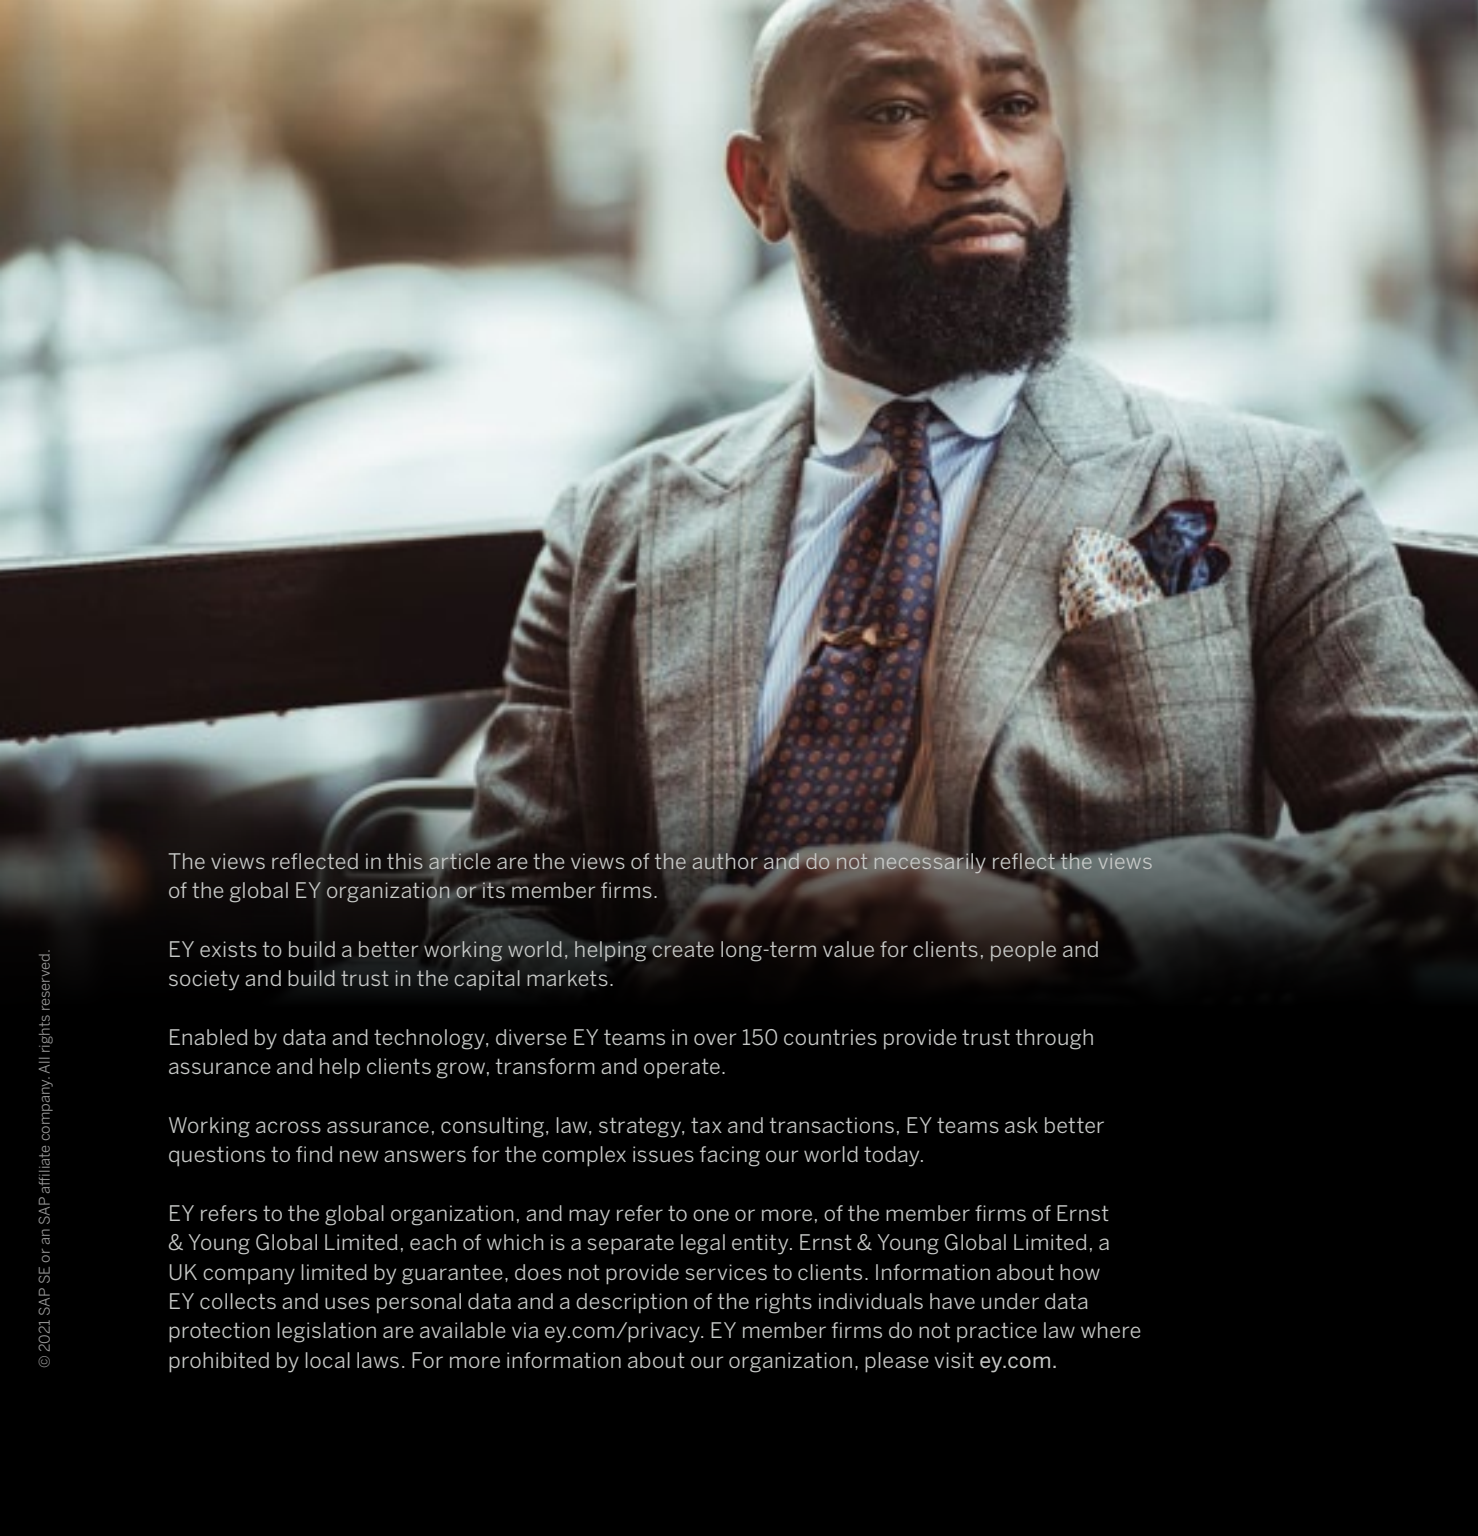 The views reflected in this article are the views of the author and do not necessarily reflect the views
of the global EY organization or its member firms.
EY exists to build a better working world, helping create long-term value for clients, people and
society and build trust in the capital markets.
Enabled by data and technology, diverse EY teams in over 150 countries provide trust through
assurance and help clients grow, transform and operate.
Working across assurance, consulting, law, strategy, tax and transactions, EY teams ask better
questions to find new answers for the complex issues facing our world today.
EY refers to the global organization, and may refer to one or more, of the member firms of Ernst
& Young Global Limited, each of which is a separate legal entity. Ernst & Young Global Limited, a
UK company limited by guarantee, does not provide services to clients. Information about how
EY collects and uses personal data and a description of the rights individuals have under data
protection legislation are available via ey.com/privacy. EY member firms do not practice law where
prohibited by local laws. For more information about our organization, please visit ey.com.
© 2021 SAP SE or an SAP affiliate company. All rights reserved.